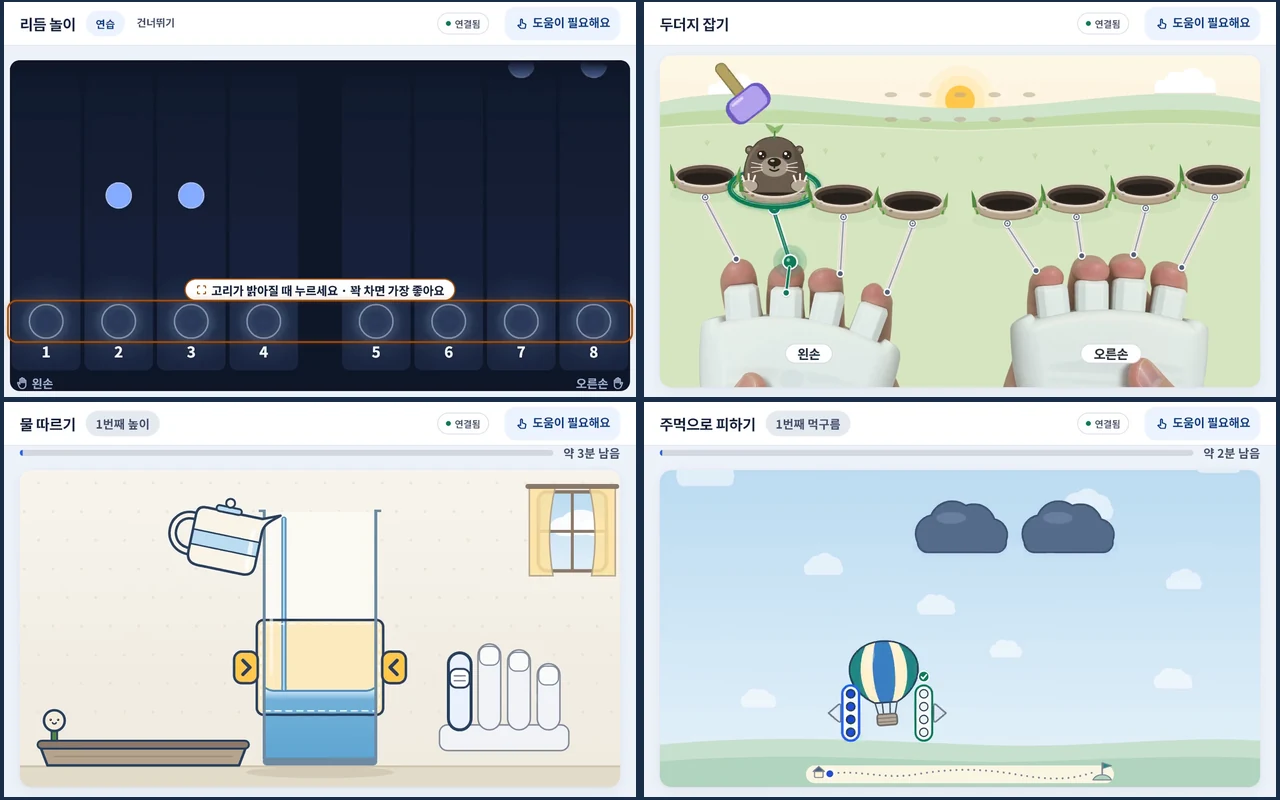 리듬 놀이 연습 건너뛰기 연결됨 도움이 필요해요
고리가 밝아질 때 누르세요 · 꽉 차면 가장 좋아요
1 2 3 4 5 6 7 8
왼손 오른손
두더지 잡기 연결됨 도움이 필요해요
왼손 오른손
물 따르기 1번째 높이 연결됨 도움이 필요해요
약 3분 남음
주먹으로 피하기 1번째 먹구름 연결됨 도움이 필요해요
약 2분 남음